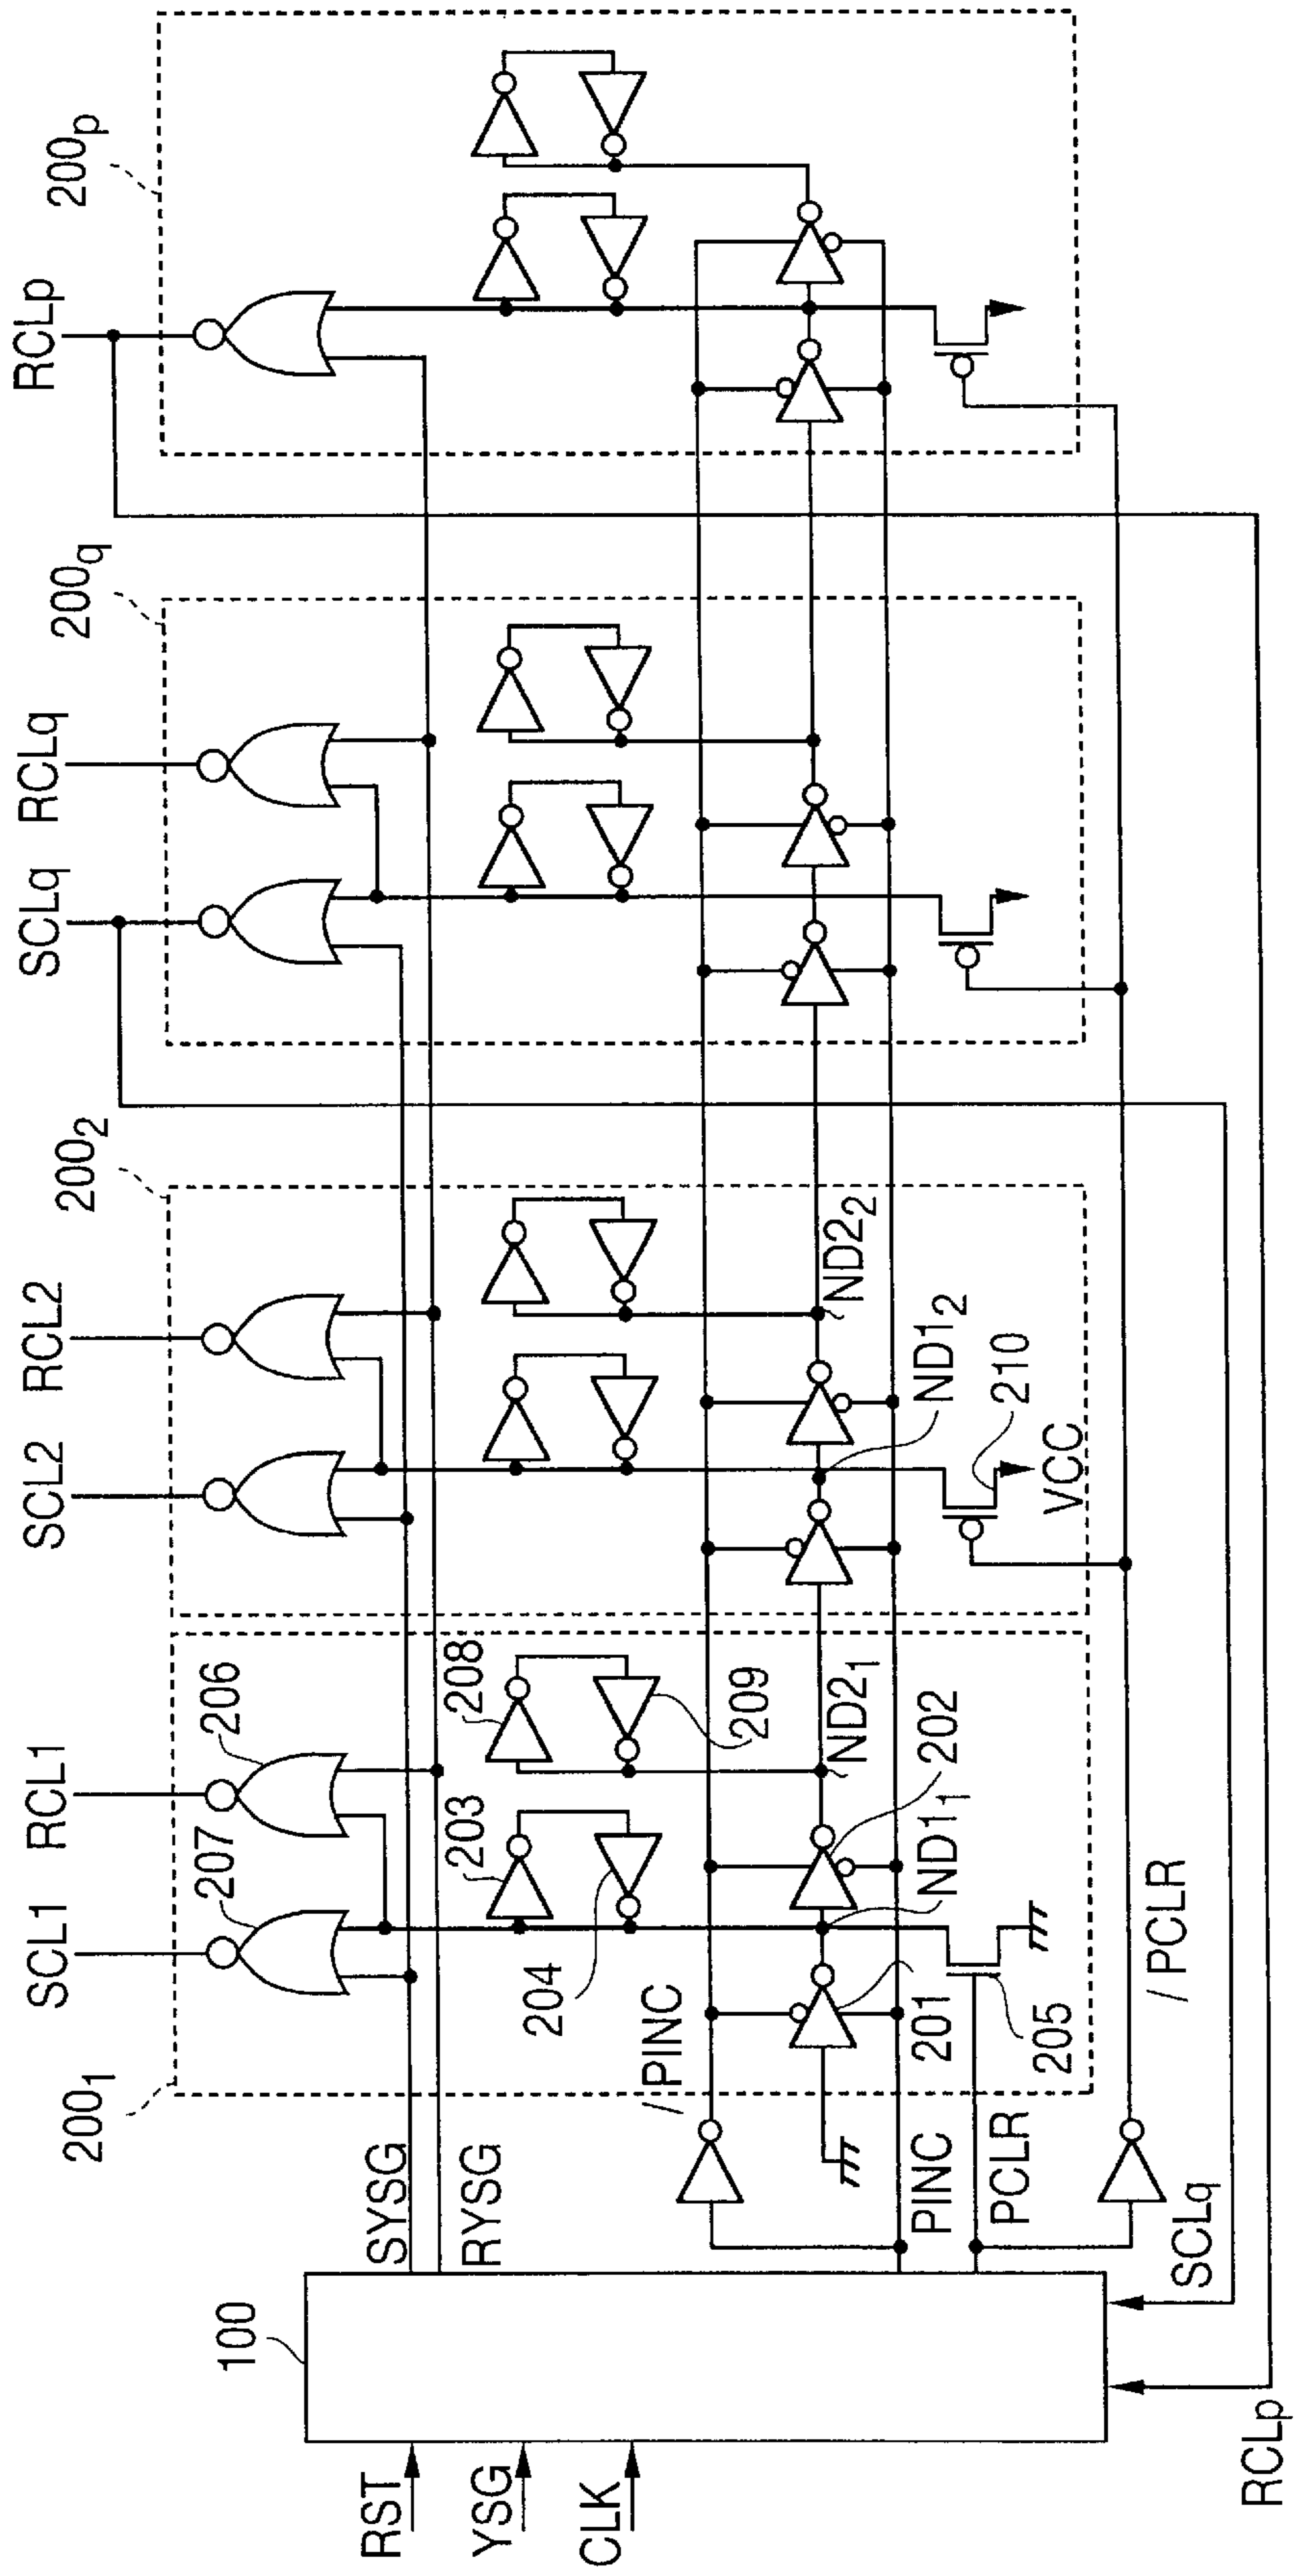 RCLp
200p
SCLq RCLq
200q
SCL2 RCL2
200₂
ND2₂
ND1₂
210
VCC
SCL1 RCL1
200₁
207
206
203
208
204
209
ND2₁
202
ND1₁
201
205
/PINC
/PCLR
SYSG
RYSG
PINC
PCLR
SCLq
RCLp
100
RST
YSG
CLK